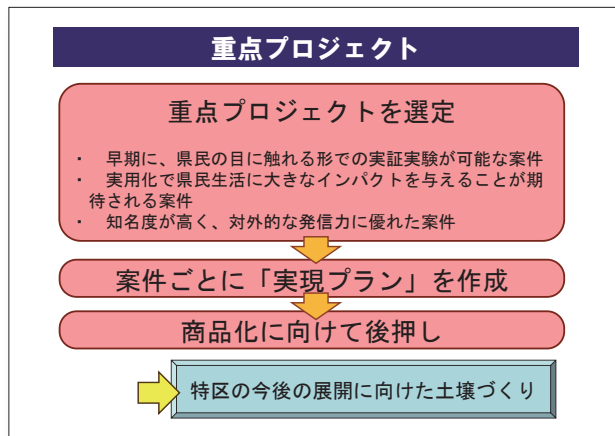 重点プロジェクト
重点プロジェクトを選定
・　早期に、県民の目に触れる形での実証実験が可能な案件
・　実用化で県民生活に大きなインパクトを与えることが期
待される案件
・　知名度が高く、対外的な発信力に優れた案件
案件ごとに「実現プラン」を作成
商品化に向けて後押し
特区の今後の展開に向けた土壌づくり